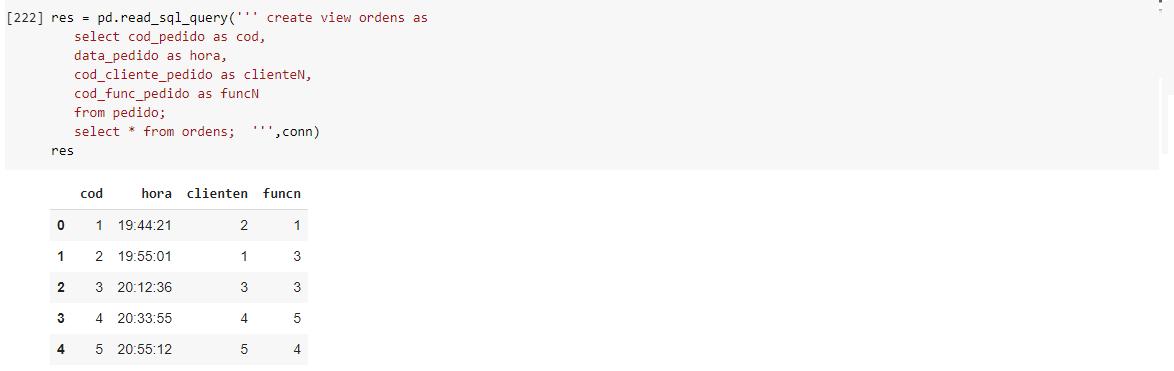 [222] res = pd.read_sql_query(''' create view ordens as
select cod_pedido as cod,
data_pedido as hora,
cod_cliente_pedido as clienteN,
cod_func_pedido as funcN
from pedido;
select * from ordens;  ''',conn)
res
cod hora clienten funcn
0 1 19:44:21 2 1
1 2 19:55:01 1 3
2 3 20:12:36 3 3
3 4 20:33:55 4 5
4 5 20:55:12 5 4